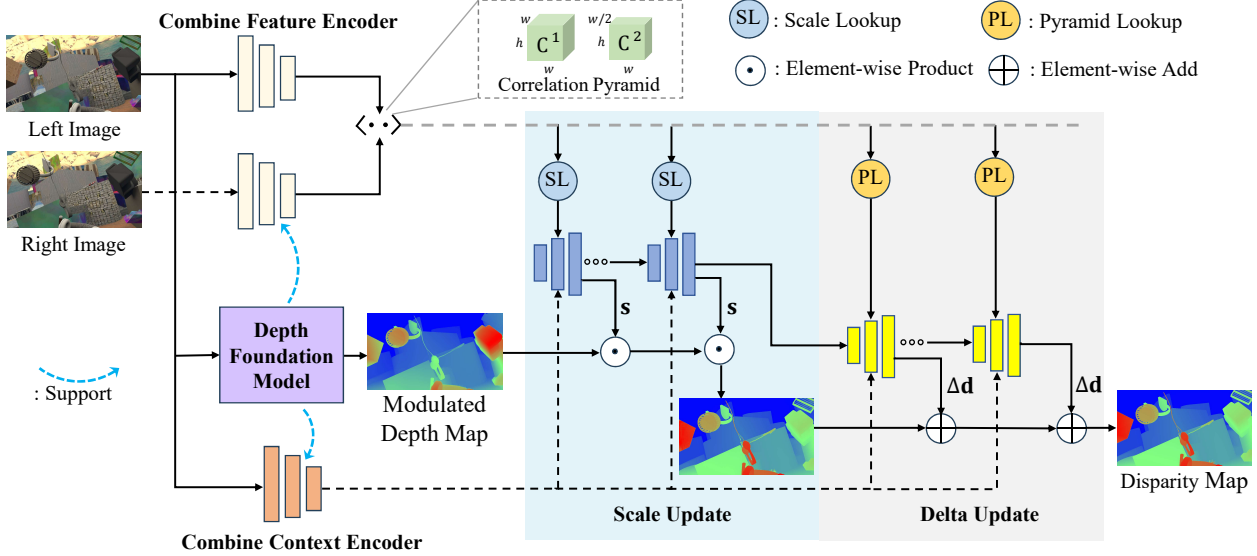 Combine Feature Encoder
w
h
C¹
w
w/2
h
C²
w
Correlation Pyramid
SL
: Scale Lookup
PL
: Pyramid Lookup
: Element-wise Product
: Element-wise Add
Left Image
Right Image
SL
SL
PL
PL
s
s
Depth
Foundation
Model
: Support
Modulated
Depth Map
Δd
Δd
Disparity Map
Scale Update
Delta Update
Combine Context Encoder